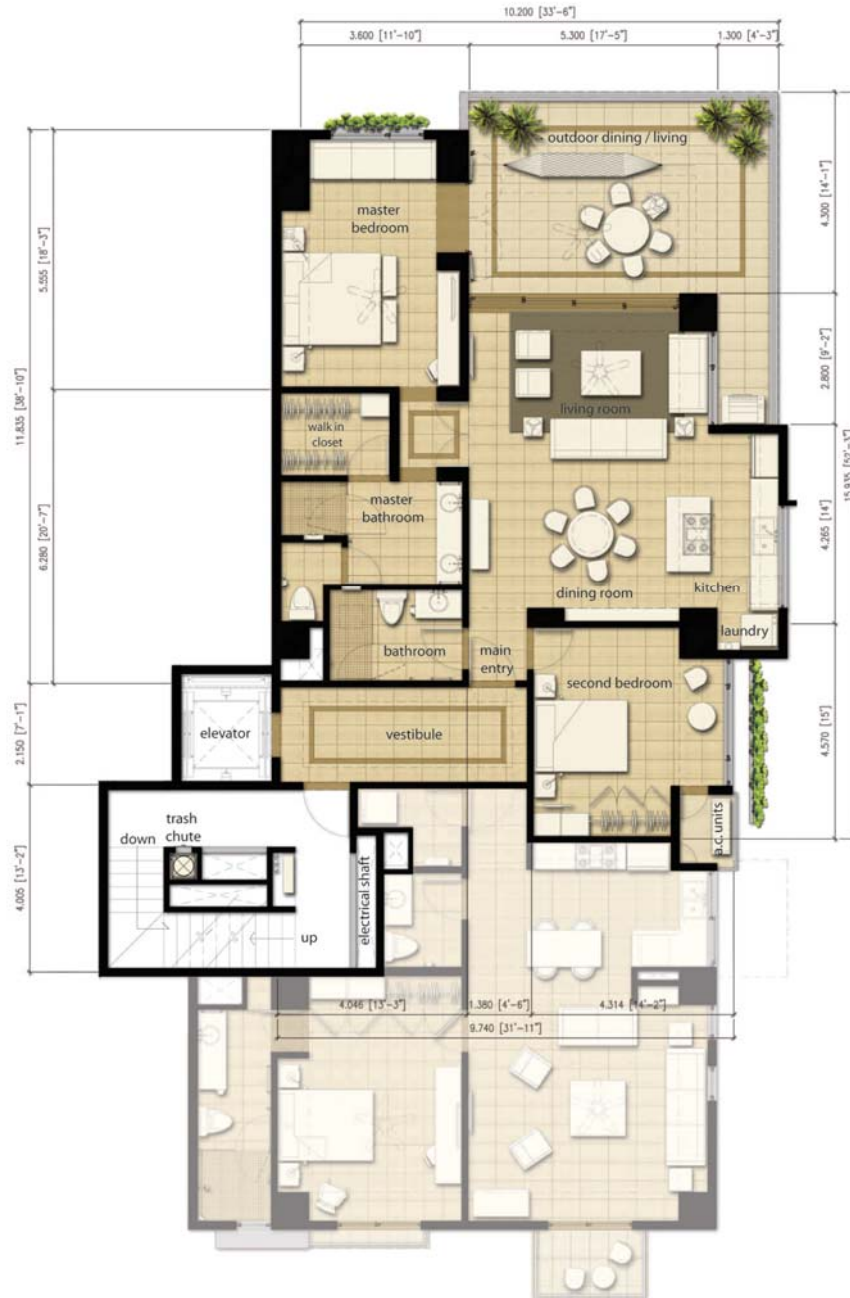 10.200 [33'-6"]
3.600 [11'-10"]
5.300 [17'-5"]
1.300 [4'-3"]
outdoor dining / living
master
bedroom
4.300 [14'-1"]
5.555 [18'-3"]
2.800 [9'-2"]
living room
11.835 [38'-10"]
walk in
closet
15.935 [52'-3"]
master
bathroom
4.265 [14']
6.280 [20'-7"]
dining room
kitchen
laundry
bathroom
main
entry
second bedroom
elevator
vestibule
2.150 [7'-1"]
4.570 [15']
trash
chute
down
a.c. units
electrical shaft
4.005 [13'-2"]
up
4.046 [13'-3"]
1.380 [4'-6"]
4.314 [14'-2"]
9.740 [31'-11"]